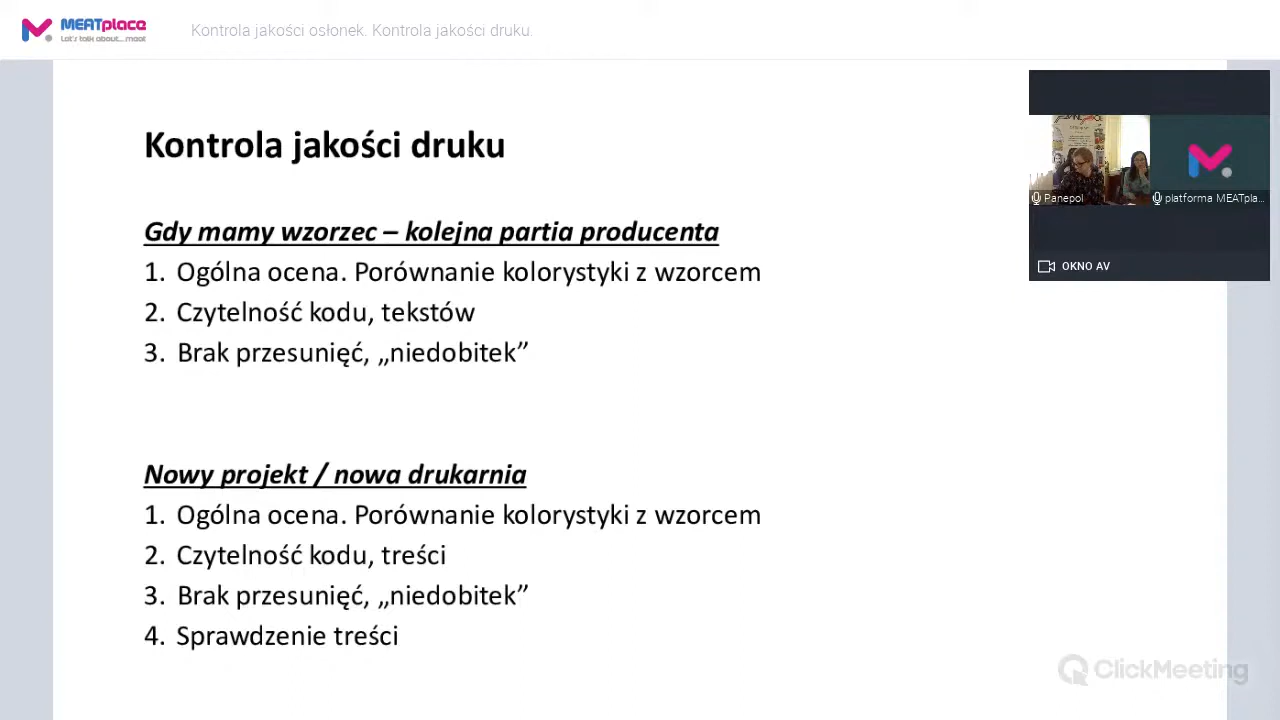 MEATplace
Let's talk about... meat
Kontrola jakości osłonek. Kontrola jakości druku.
Kontrola jakości druku
Gdy mamy wzorzec – kolejna partia producenta
1. Ogólna ocena. Porównanie kolorystyki z wzorcem
2. Czytelność kodu, tekstów
3. Brak przesunięć, „niedobitek”
Nowy projekt / nowa drukarnia
1. Ogólna ocena. Porównanie kolorystyki z wzorcem
2. Czytelność kodu, treści
3. Brak przesunięć, „niedobitek”
4. Sprawdzenie treści
Panepol
platforma MEATpla...
OKNO AV
ClickMeeting